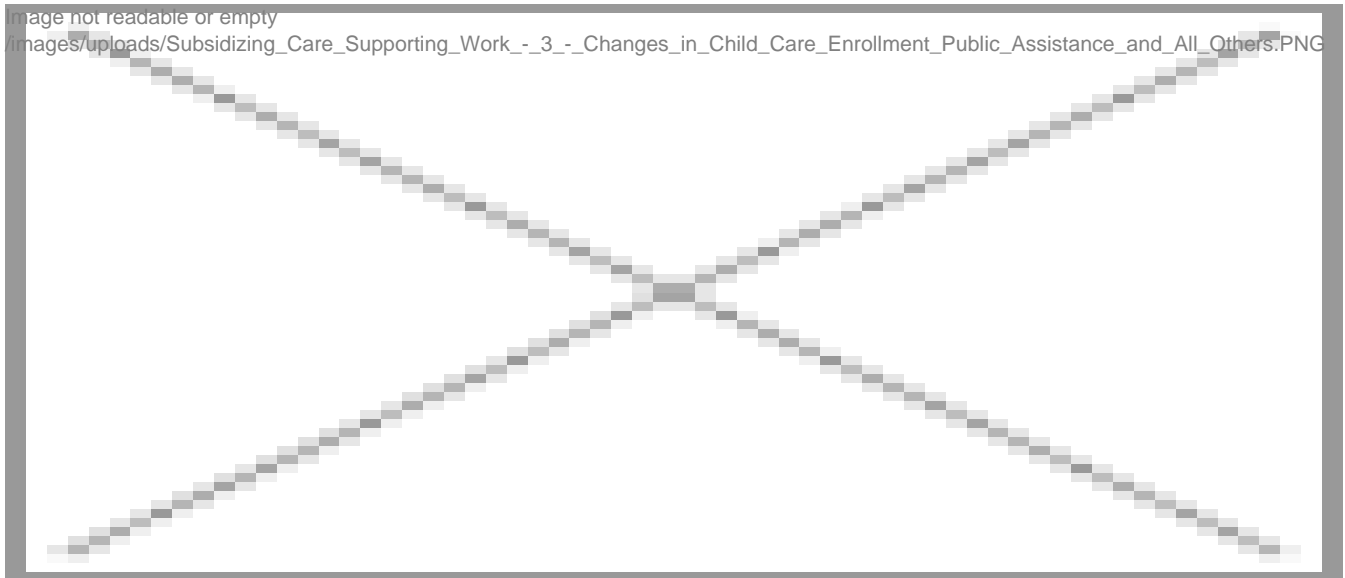 Image not readable or empty
/images/uploads/Subsidizing_Care_Supporting_Work_-_3_-_Changes_in_Child_Care_Enrollment_Public_Assistance_and_All_Others.PNG